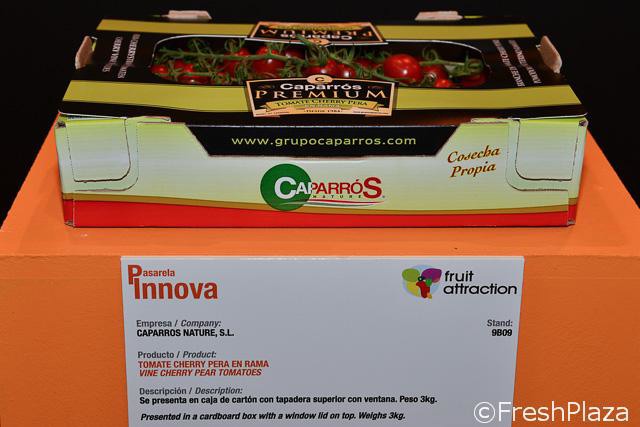 PREMIUM
Caparrós
PREMIUM
TOMATE CHERRY PERA
www.grupocaparros.com
CAPARRÓS
NATURE
Cosecha
Propia
Pasarela
Innova
fruit
attraction
Empresa / Company:
CAPARROS NATURE, S.L.
Stand:
9B09
Producto / Product:
TOMATE CHERRY PERA EN RAMA
VINE CHERRY PEAR TOMATOES
Descripción / Description:
Se presenta en caja de cartón con tapadera superior con ventana. Peso 3kg.
Presented in a cardboard box with a window lid on top. Weighs 3kg.
©FreshPlaza